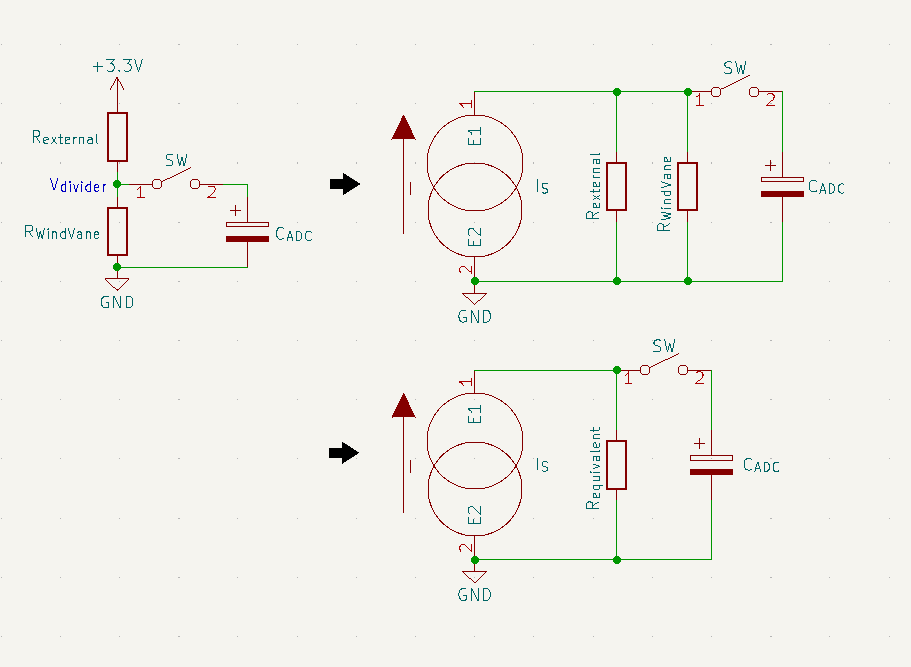 +3.3V
Rexternal
SW
Vdivider
1
2
+
RWindVane
CADC
GND
SW
1
1
2
E1
+
I
IS
Rexternal
RWindVane
CADC
E2
2
GND
SW
1
1
2
E1
+
I
IS
Requivalent
CADC
E2
2
GND